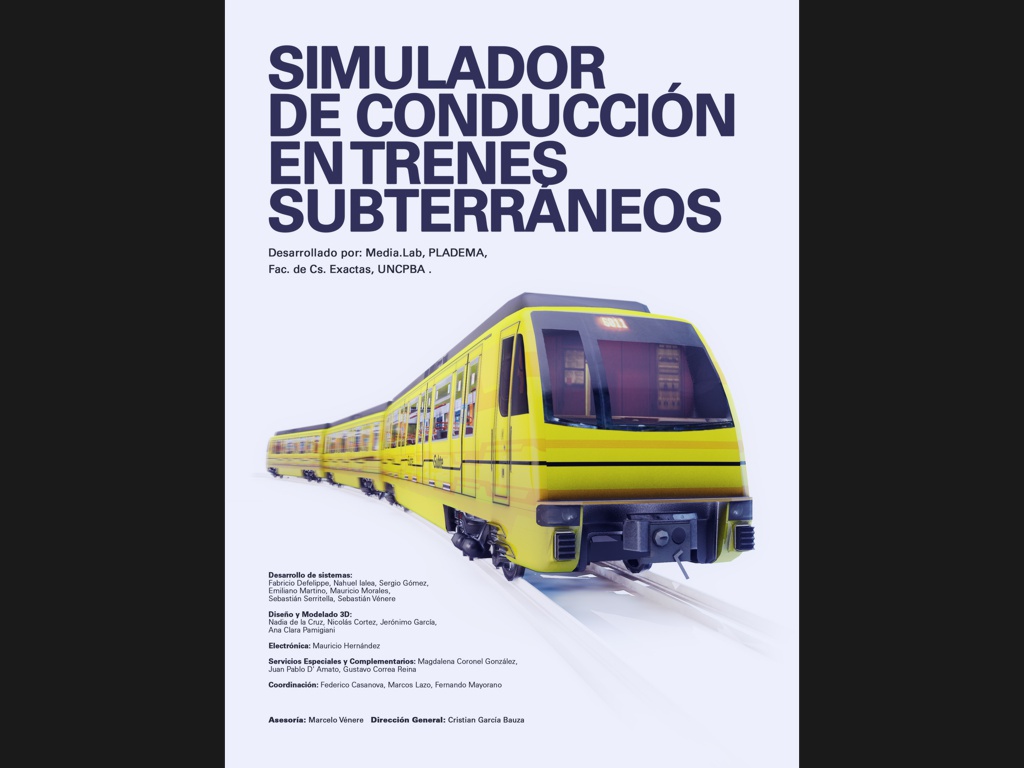 SIMULADOR
DE CONDUCCIÓN
EN TRENES
SUBTERRÁNEOS
Desarrollado por: Media.Lab, PLADEMA,
Fac. de Cs. Exactas, UNCPBA .
Subte
Desarrollo de sistemas:
Fabricio Defelippe, Nahuel Ialea, Sergio Gómez,
Emiliano Martino, Mauricio Morales,
Sebastián Serritella, Sebastián Vénere
Diseño y Modelado 3D:
Nadia de la Cruz, Nicolás Cortez, Jerónimo García,
Ana Clara Pamigiani
Electrónica: Mauricio Hernández
Servicios Especiales y Complementarios: Magdalena Coronel González,
Juan Pablo D' Amato, Gustavo Correa Reina
Coordinación: Federico Casanova, Marcos Lazo, Fernando Mayorano
Asesoría: Marcelo Vénere Dirección General: Cristian García Bauza